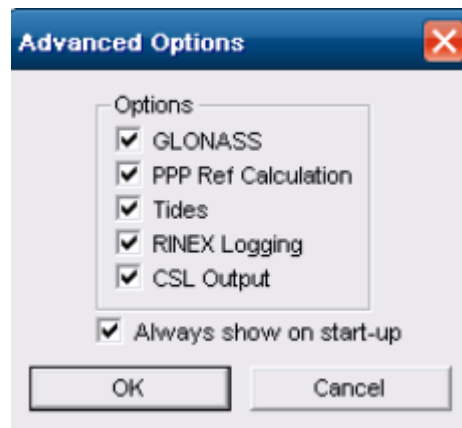 Advanced Options
Options
GLONASS
PPP Ref Calculation
Tides
RINEX Logging
CSL Output
Always show on start-up
OK
Cancel